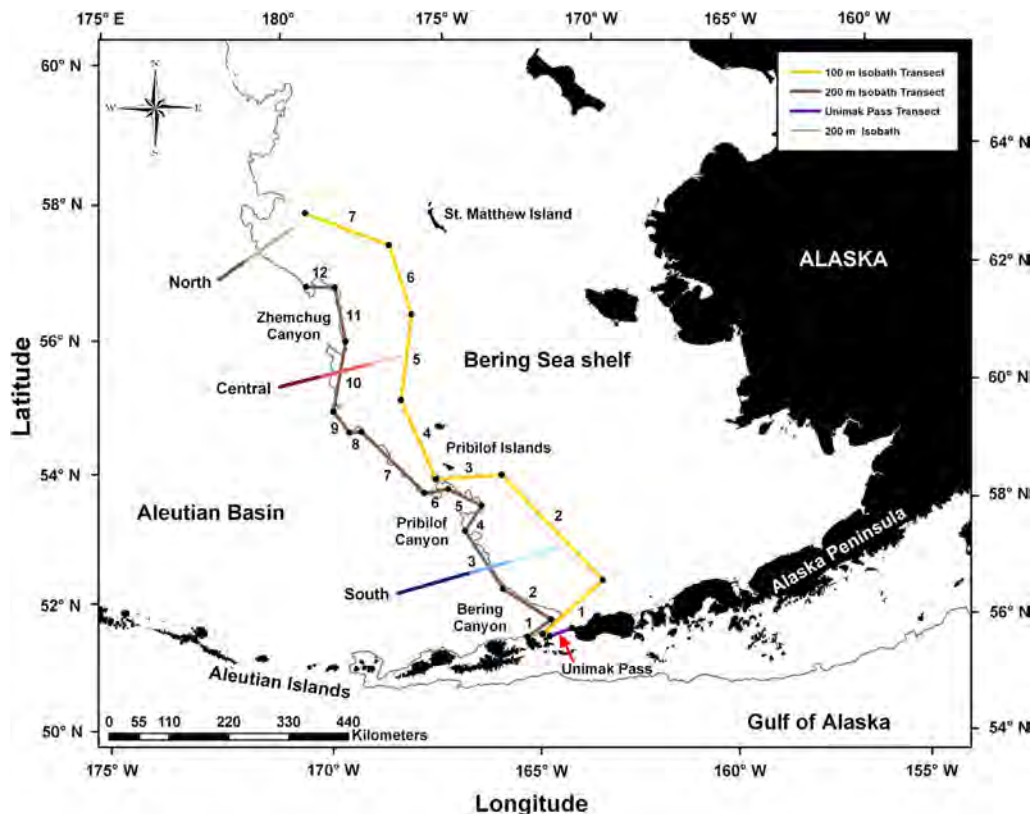 175° E 180° 175° W 170° W 165° W 160° W
60° N
58° N
56° N
54° N
52° N
50° N
64° N
62° N
60° N
58° N
56° N
54° N
N
W E
S
100 m Isobath Transect
200 m Isobath Transect
Unimak Pass Transect
200 m Isobath
7
St. Matthew Island
ALASKA
6
North
12
Zhemchug
Canyon
11
5
Bering Sea shelf
Central
10
9
8
4
Pribilof Islands
7
3
6
5
2
Aleutian Basin
Pribilof
Canyon
4
3
South
2
Bering
Canyon
1
1
Alaska Peninsula
Unimak Pass
Aleutian Islands
Gulf of Alaska
0 55 110 220 330 440
Kilometers
175° W 170° W 165° W 160° W 155° W
Latitude
Longitude